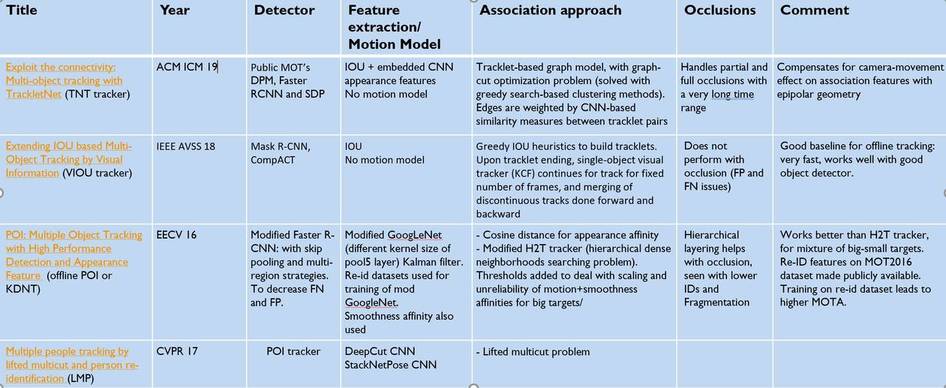 Title
Year
Detector
Feature
extraction/
Motion Model
Association approach
Occlusions
Comment
Exploit the connectivity:
Multi-object tracking with
TrackletNet (TNT tracker)
ACM ICM 19
Public MOT's
DPM, Faster
RCNN and SDP
IOU + embedded CNN
appearance features
No motion model
Tracklet-based graph model, with graph-
cut optimization problem (solved with
greedy search-based clustering methods).
Edges are weighted by CNN-based
similarity measures between tracklet pairs
Handles partial and
full occlusions with
a very long time
range
Compensates for camera-movement
effect on association features with
epipolar geometry
Extending IOU based Multi-
Object Tracking by Visual
Information (VIOU tracker)
IEEE AVSS 18
Mask R-CNN,
CompACT
IOU
No motion model
Greedy IOU heuristics to build tracklets.
Upon tracklet ending, single-object visual
tracker (KCF) continues for track for fixed
number of frames, and merging of
discontinuous tracks done forward and
backward
Does not
perform with
occlusion (FP and
FN issues)
Good baseline for offline tracking:
very fast, works well with good
object detector.
POI: Multiple Object Tracking
with High Performance
Detection and Appearance
Feature (offline POI or
KDNT)
EECV 16
Modified Faster R-
CNN: with skip
pooling and multi-
region strategies.
To decrease FN
and FP.
Modified GoogLeNet
(different kernel size of
pool5 layer) Kalman filter.
Re-id datasets used for
training of mod
GoogleNet.
Smoothness affinity also
used
- Cosine distance for appearance affinity
- Modified H2T tracker (hierarchical dense
neighborhoods searching problem).
Thresholds added to deal with scaling and
unreliability of motion+smoothness
affinities for big targets/
Hierarchical
layering helps
with occlusion,
seen with lower
IDs and
Fragmentation
Works better than H2T tracker,
for mixture of big-small targets.
Re-ID features on MOT2016
dataset made publicly available.
Training on re-id dataset leads to
higher MOTA.
Multiple people tracking by
lifted multicut and person re-
identification (LMP)
CVPR 17
POI tracker
DeepCut CNN
StackNetPose CNN
- Lifted multicut problem